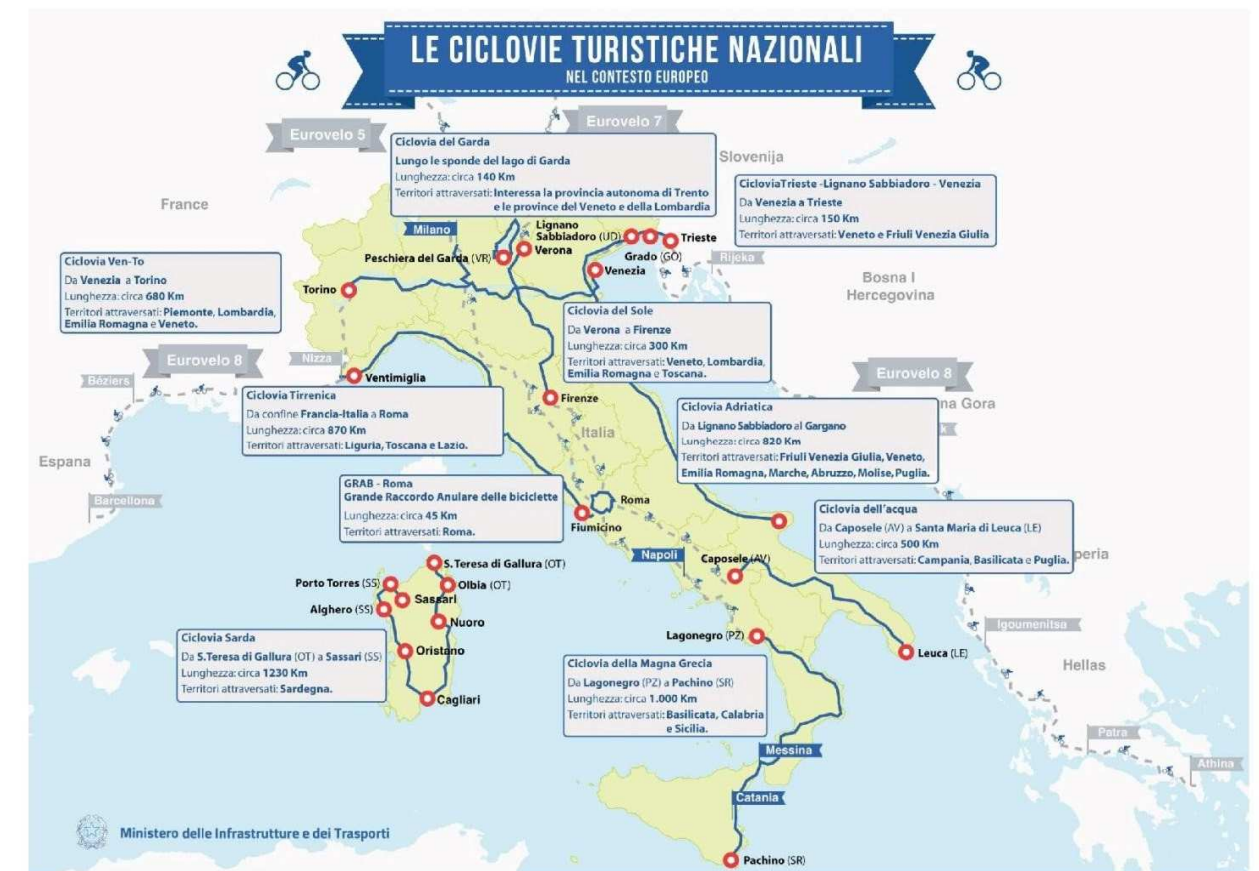 LE CICLOVIE TURISTICHE NAZIONALI
NEL CONTESTO EUROPEO
Eurovelo 5
Eurovelo 7
Ciclovia del Garda
Lungo le sponde del lago di Garda
Lunghezza: circa 140 Km
Territori attraversati: Interessa la provincia autonoma di Trento
e le province del Veneto e della Lombardia
Slovenija
CicloviaTrieste -Lignano Sabbiadoro - Venezia
Da Venezia a Trieste
Lunghezza: circa 150 Km
Territori attraversati: Veneto e Friuli Venezia Giulia
France
Milano
Lignano
Sabbiadoro (UD)
Trieste
Verona
Grado (GO)
Peschiera del Garda (VR)
Venezia
Rijeka
Bosna I
Hercegovina
Ciclovia Ven-To
Da Venezia a Torino
Lunghezza: circa 680 Km
Territori attraversati: Piemonte, Lombardia,
Emilia Romagna e Veneto.
Torino
Ciclovia del Sole
Da Verona a Firenze
Lunghezza: circa 300 Km
Territori attraversati: Veneto, Lombardia,
Emilia Romagna e Toscana.
Eurovelo 8
Nizza
Ventimiglia
Béziers
Eurovelo 8
na Gora
Ciclovia Tirrenica
Da confine Francia-Italia a Roma
Lunghezza: circa 870 Km
Territori attraversati: Liguria, Toscana e Lazio.
Firenze
Italia
Ciclovia Adriatica
Da Lignano Sabbiadoro al Gargano
Lunghezza: circa 820 Km
Territori attraversati: Friuli Venezia Giulia, Veneto,
Emilia Romagna, Marche, Abruzzo, Molise, Puglia.
Espana
Barcellona
GRAB - Roma
Grande Raccordo Anulare delle biciclette
Lunghezza: circa 45 Km
Territori attraversati: Roma.
Roma
Fiumicino
Ciclovia dell'acqua
Da Caposele (AV) a Santa Maria di Leuca (LE)
Lunghezza: circa 500 Km
Territori attraversati: Campania, Basilicata e Puglia.
peria
Napoli
Caposele (AV)
S.Teresa di Gallura (OT)
Porto Torres (SS)
Olbia (OT)
Sassari
Alghero (SS)
Nuoro
Igoumenitsa
Ciclovia Sarda
Da S.Teresa di Gallura (OT) a Sassari (SS)
Lunghezza: circa 1230 Km
Territori attraversati: Sardegna.
Oristano
Cagliari
Lagonegro (PZ)
Leuca (LE)
Hellas
Ciclovia della Magna Grecia
Da Lagonegro (PZ) a Pachino (SR)
Lunghezza: circa 1.000 Km
Territori attraversati: Basilicata, Calabria
e Sicilia.
Patra
Messina
Athina
Catania
Ministero delle Infrastrutture e dei Trasporti
Pachino (SR)